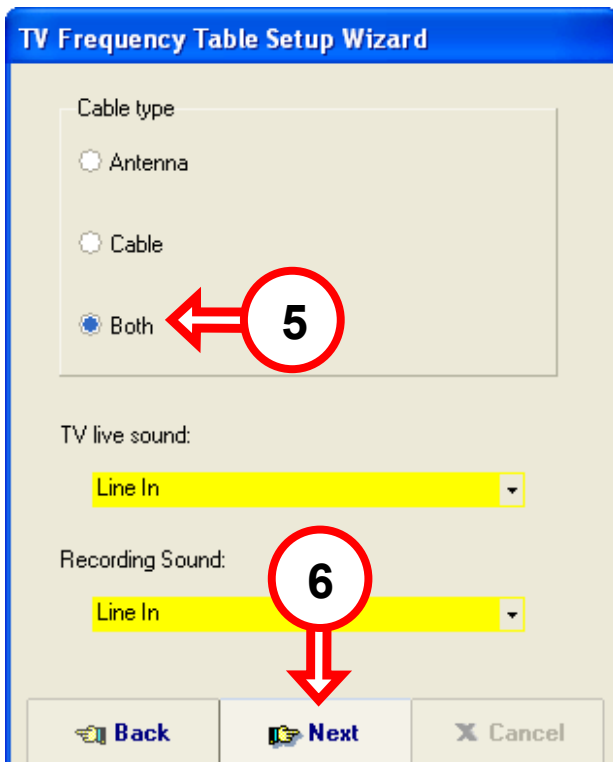 TV Frequency Table Setup Wizard
Cable type
Antenna
Cable
Both
5
TV live sound:
Line In
Recording Sound:
6
Line In
Back Next X Cancel